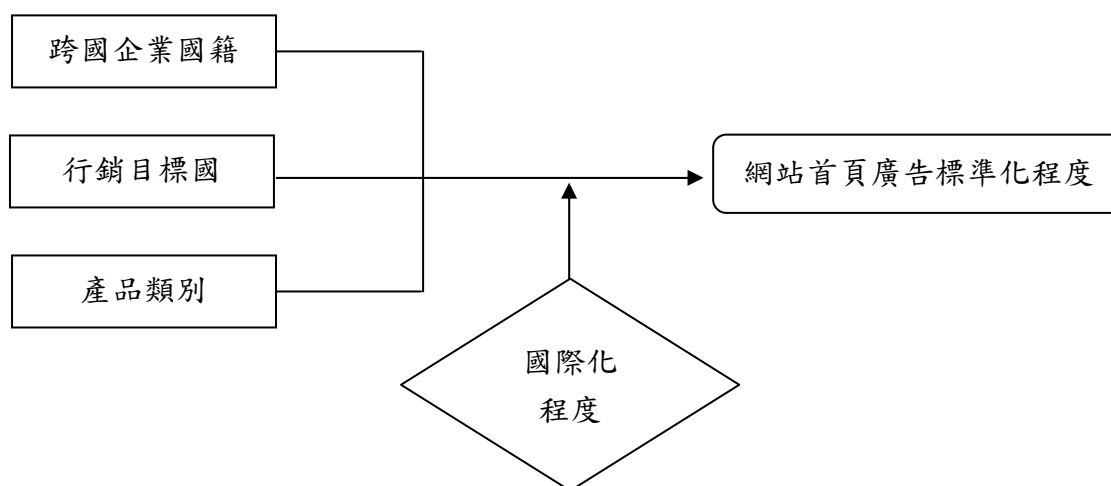 跨國企業國籍
行銷目標國
網站首頁廣告標準化程度
產品類別
國際化
程度